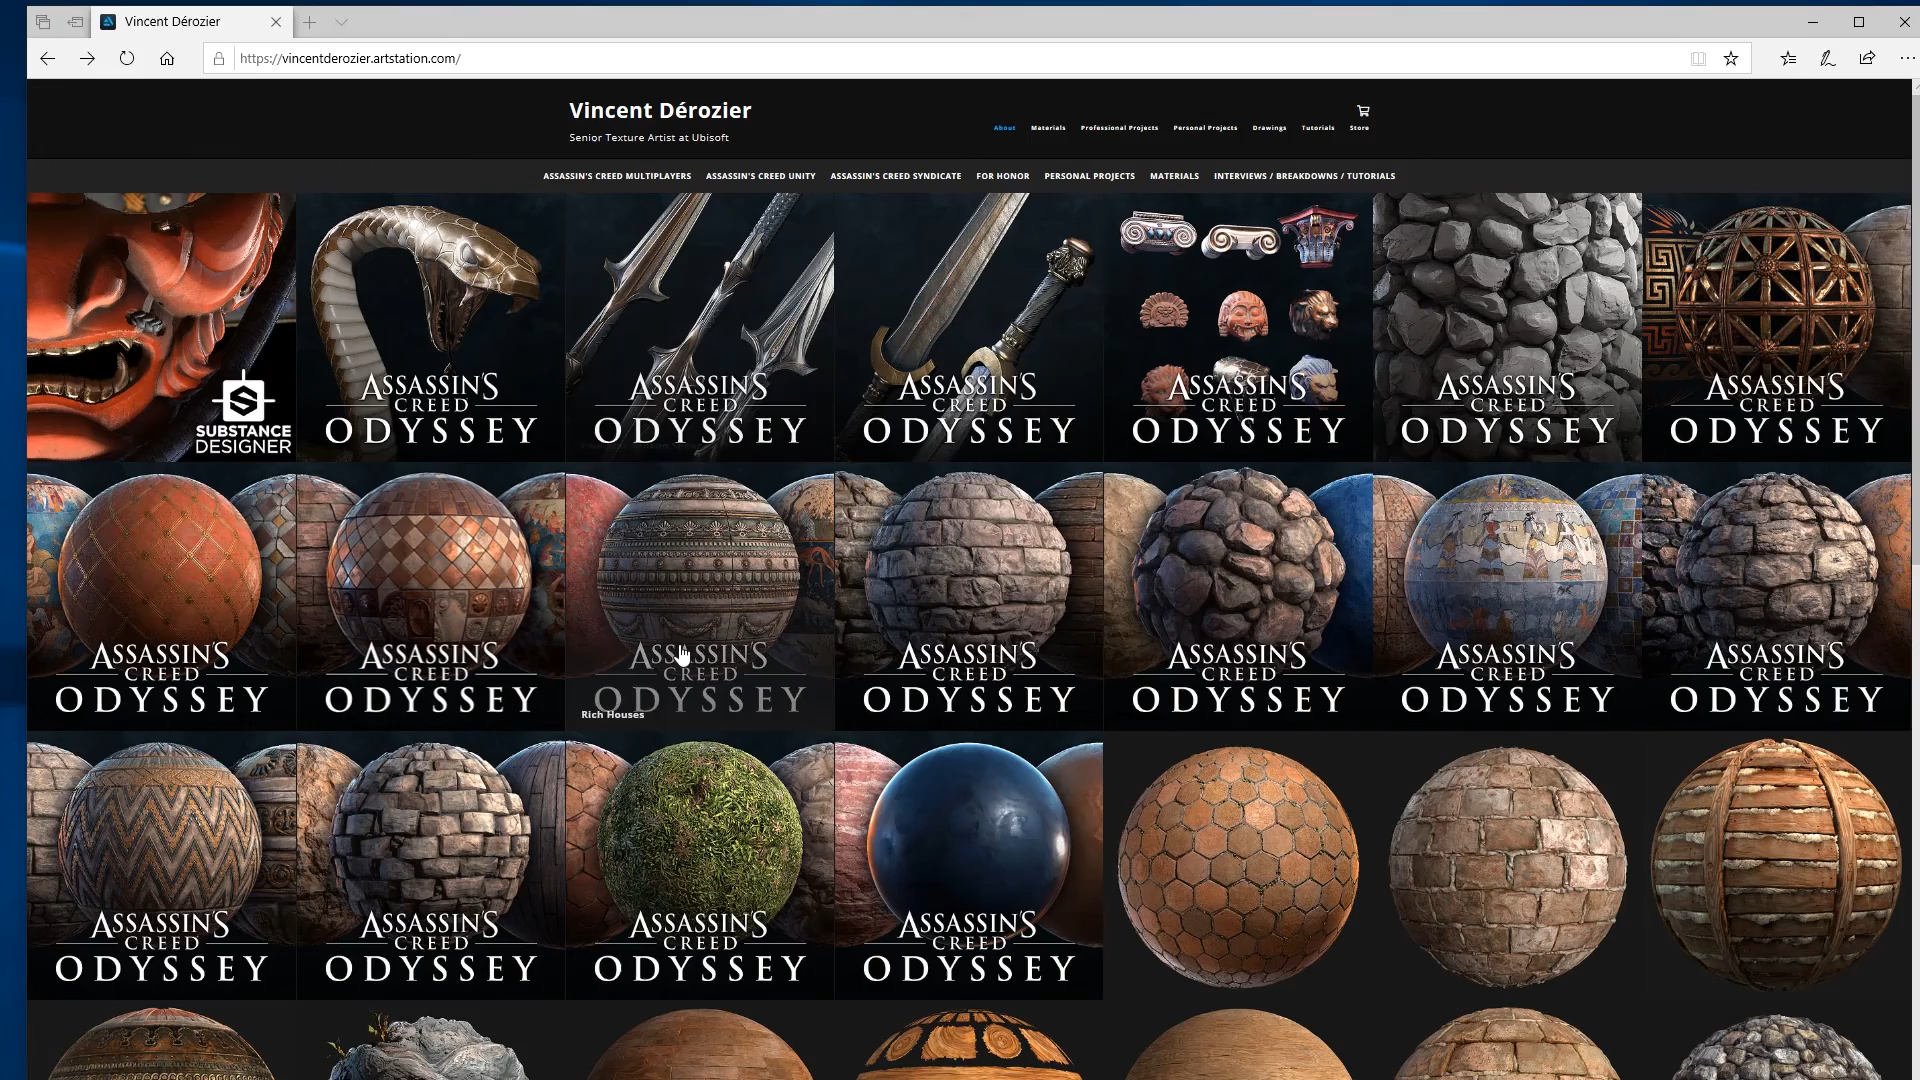 Vincent Dérozier
https://vincentderozier.artstation.com/
Vincent Dérozier
Senior Texture Artist at Ubisoft
About Materials Professional Projects Personal Projects Drawings Tutorials Store
ASSASSIN'S CREED MULTIPLAYERS ASSASSIN'S CREED UNITY ASSASSIN'S CREED SYNDICATE FOR HONOR PERSONAL PROJECTS MATERIALS INTERVIEWS / BREAKDOWNS / TUTORIALS
SUBSTANCE
DESIGNER
ASSASSIN'S
CREED
ODYSSEY
ASSASSIN'S
CREED
ODYSSEY
ASSASSIN'S
CREED
ODYSSEY
ASSASSIN'S
CREED
ODYSSEY
ASSASSIN'S
CREED
ODYSSEY
ASSASSIN'S
CREED
ODYSSEY
ASSASSIN'S
CREED
ODYSSEY
ASSASSIN'S
CREED
ODYSSEY
ASSASSIN'S
CREED
ODYSSEY
Rich Houses
ASSASSIN'S
CREED
ODYSSEY
ASSASSIN'S
CREED
ODYSSEY
ASSASSIN'S
CREED
ODYSSEY
ASSASSIN'S
CREED
ODYSSEY
ASSASSIN'S
CREED
ODYSSEY
ASSASSIN'S
CREED
ODYSSEY
ASSASSIN'S
CREED
ODYSSEY
ASSASSIN'S
CREED
ODYSSEY